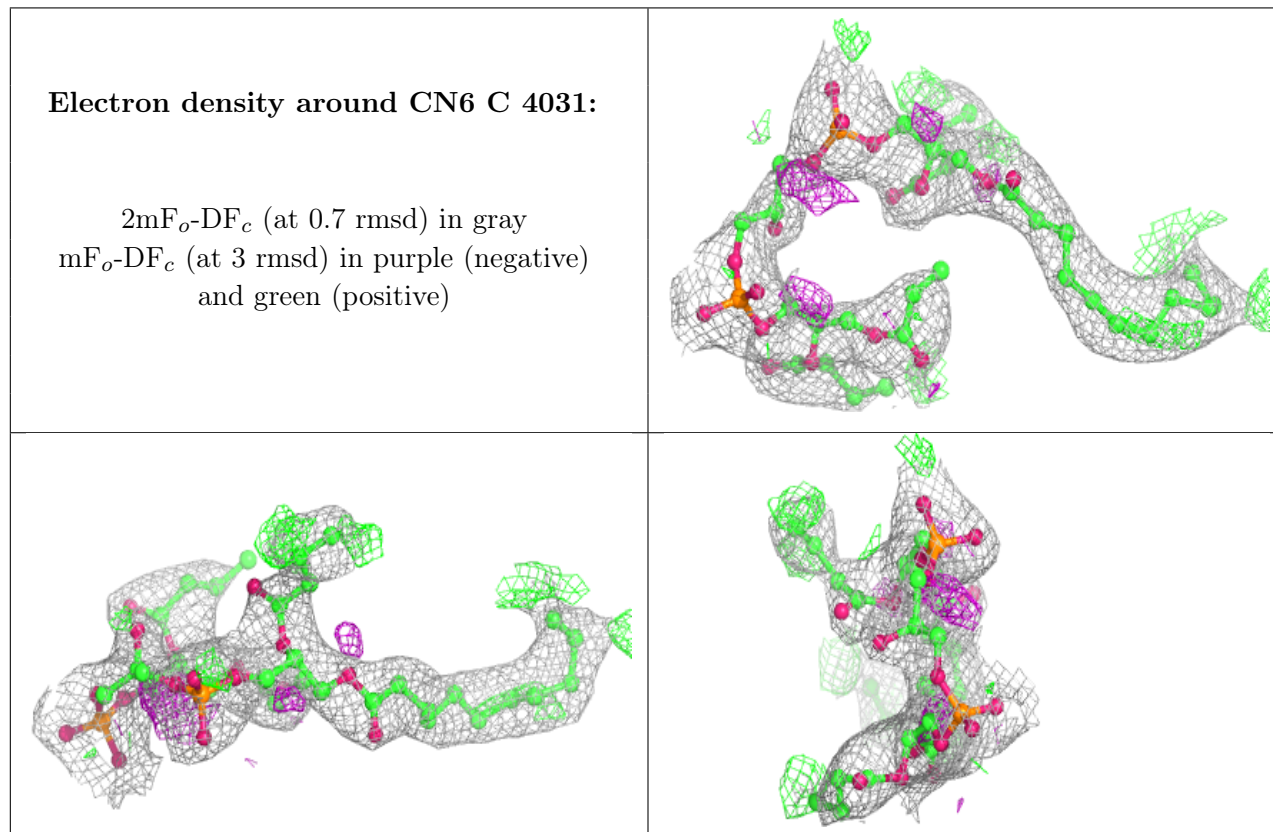 Electron density around CN6 C 4031:
2mFo-DFc (at 0.7 rmsd) in gray
mFo-DFc (at 3 rmsd) in purple (negative)
and green (positive)